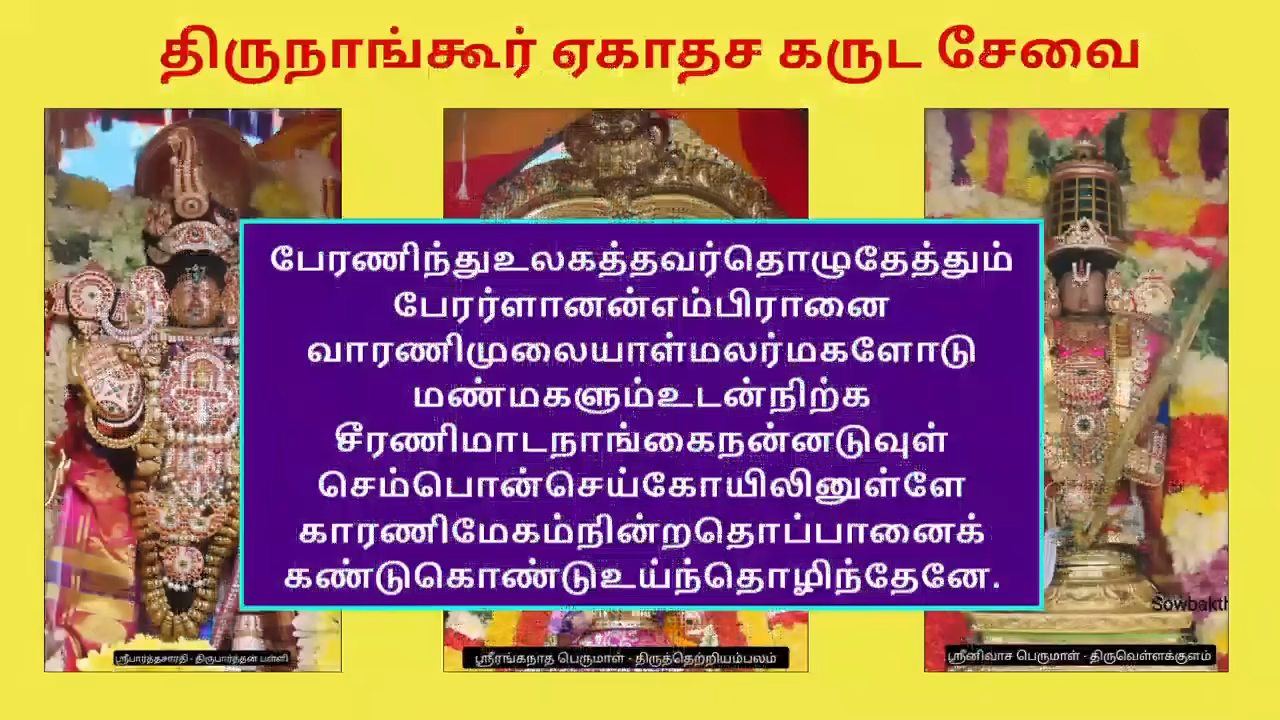 திருநாங்கூர் ஏகாதச கருட சேவை
பேரணிந்துஉலகத்தவர்தொழுதேத்தும்
பேரர்ளானன்எம்பிரானை
வாரணிமுலையாள்மலர்மகளோடு
மண்மகளும்உடன்நிற்க
சீரணிமாடநாங்கைநன்னடுவுள்
செம்பொன்செய்கோயிலினுள்ளே
காரணிமேகம்நின்றதொப்பானைக்
கண்டுகொண்டுஉய்ந்தொழிந்தேனே.
Sowbakth
ஸ்ரீபார்த்தசாரதி - திருபார்த்தன் பள்ளி
ஸ்ரீரங்கநாத பெருமாள் - திருத்தெற்றியம்பலம்
ஸ்ரீனிவாச பெருமாள் - திருவெள்ளக்குளம்